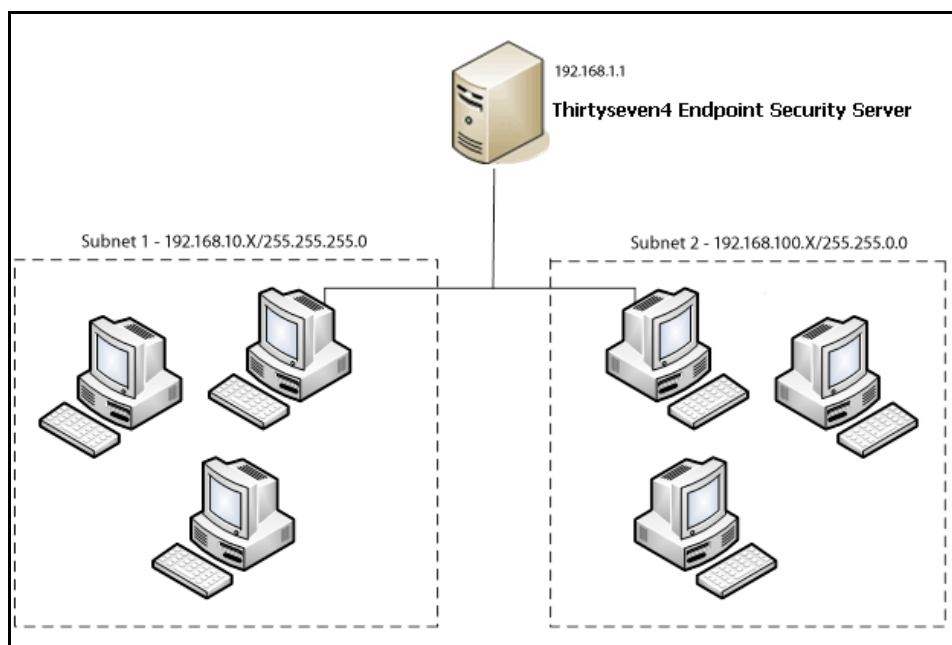 192.168.1.1
Thirtyseven4 Endpoint Security Server
Subnet 1 - 192.168.10.X/255.255.255.0
Subnet 2 - 192.168.100.X/255.255.0.0